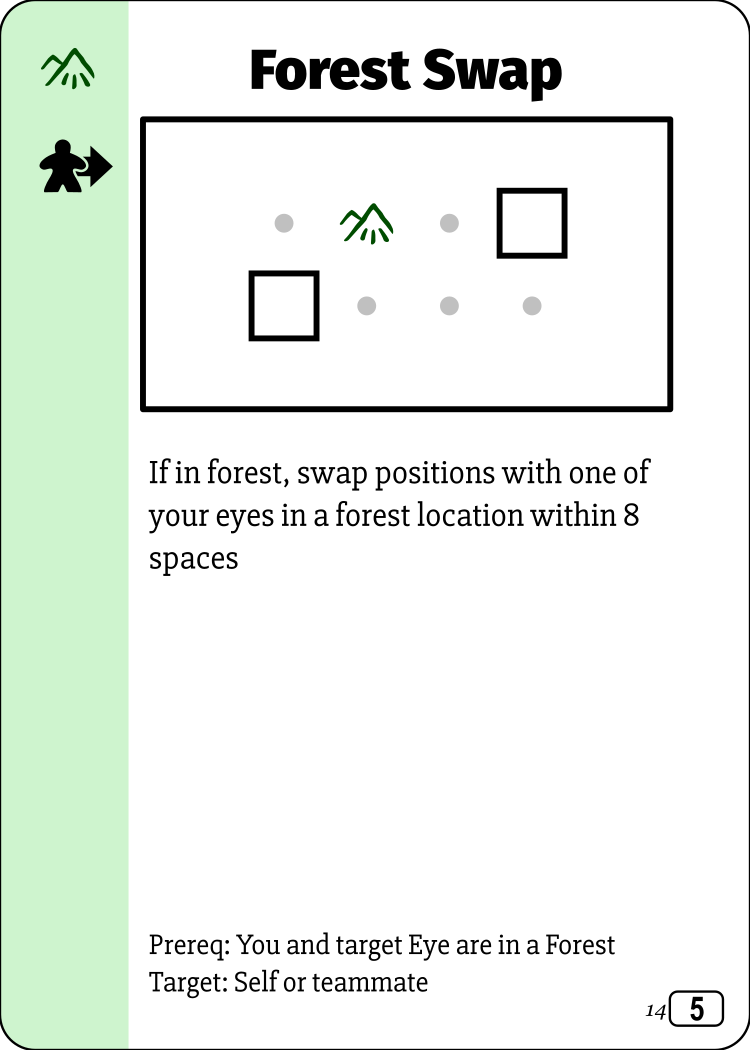 Forest Swap
If in forest, swap positions with one of
your eyes in a forest location within 8
spaces
Prereq: You and target Eye are in a Forest
Target: Self or teammate
14 5